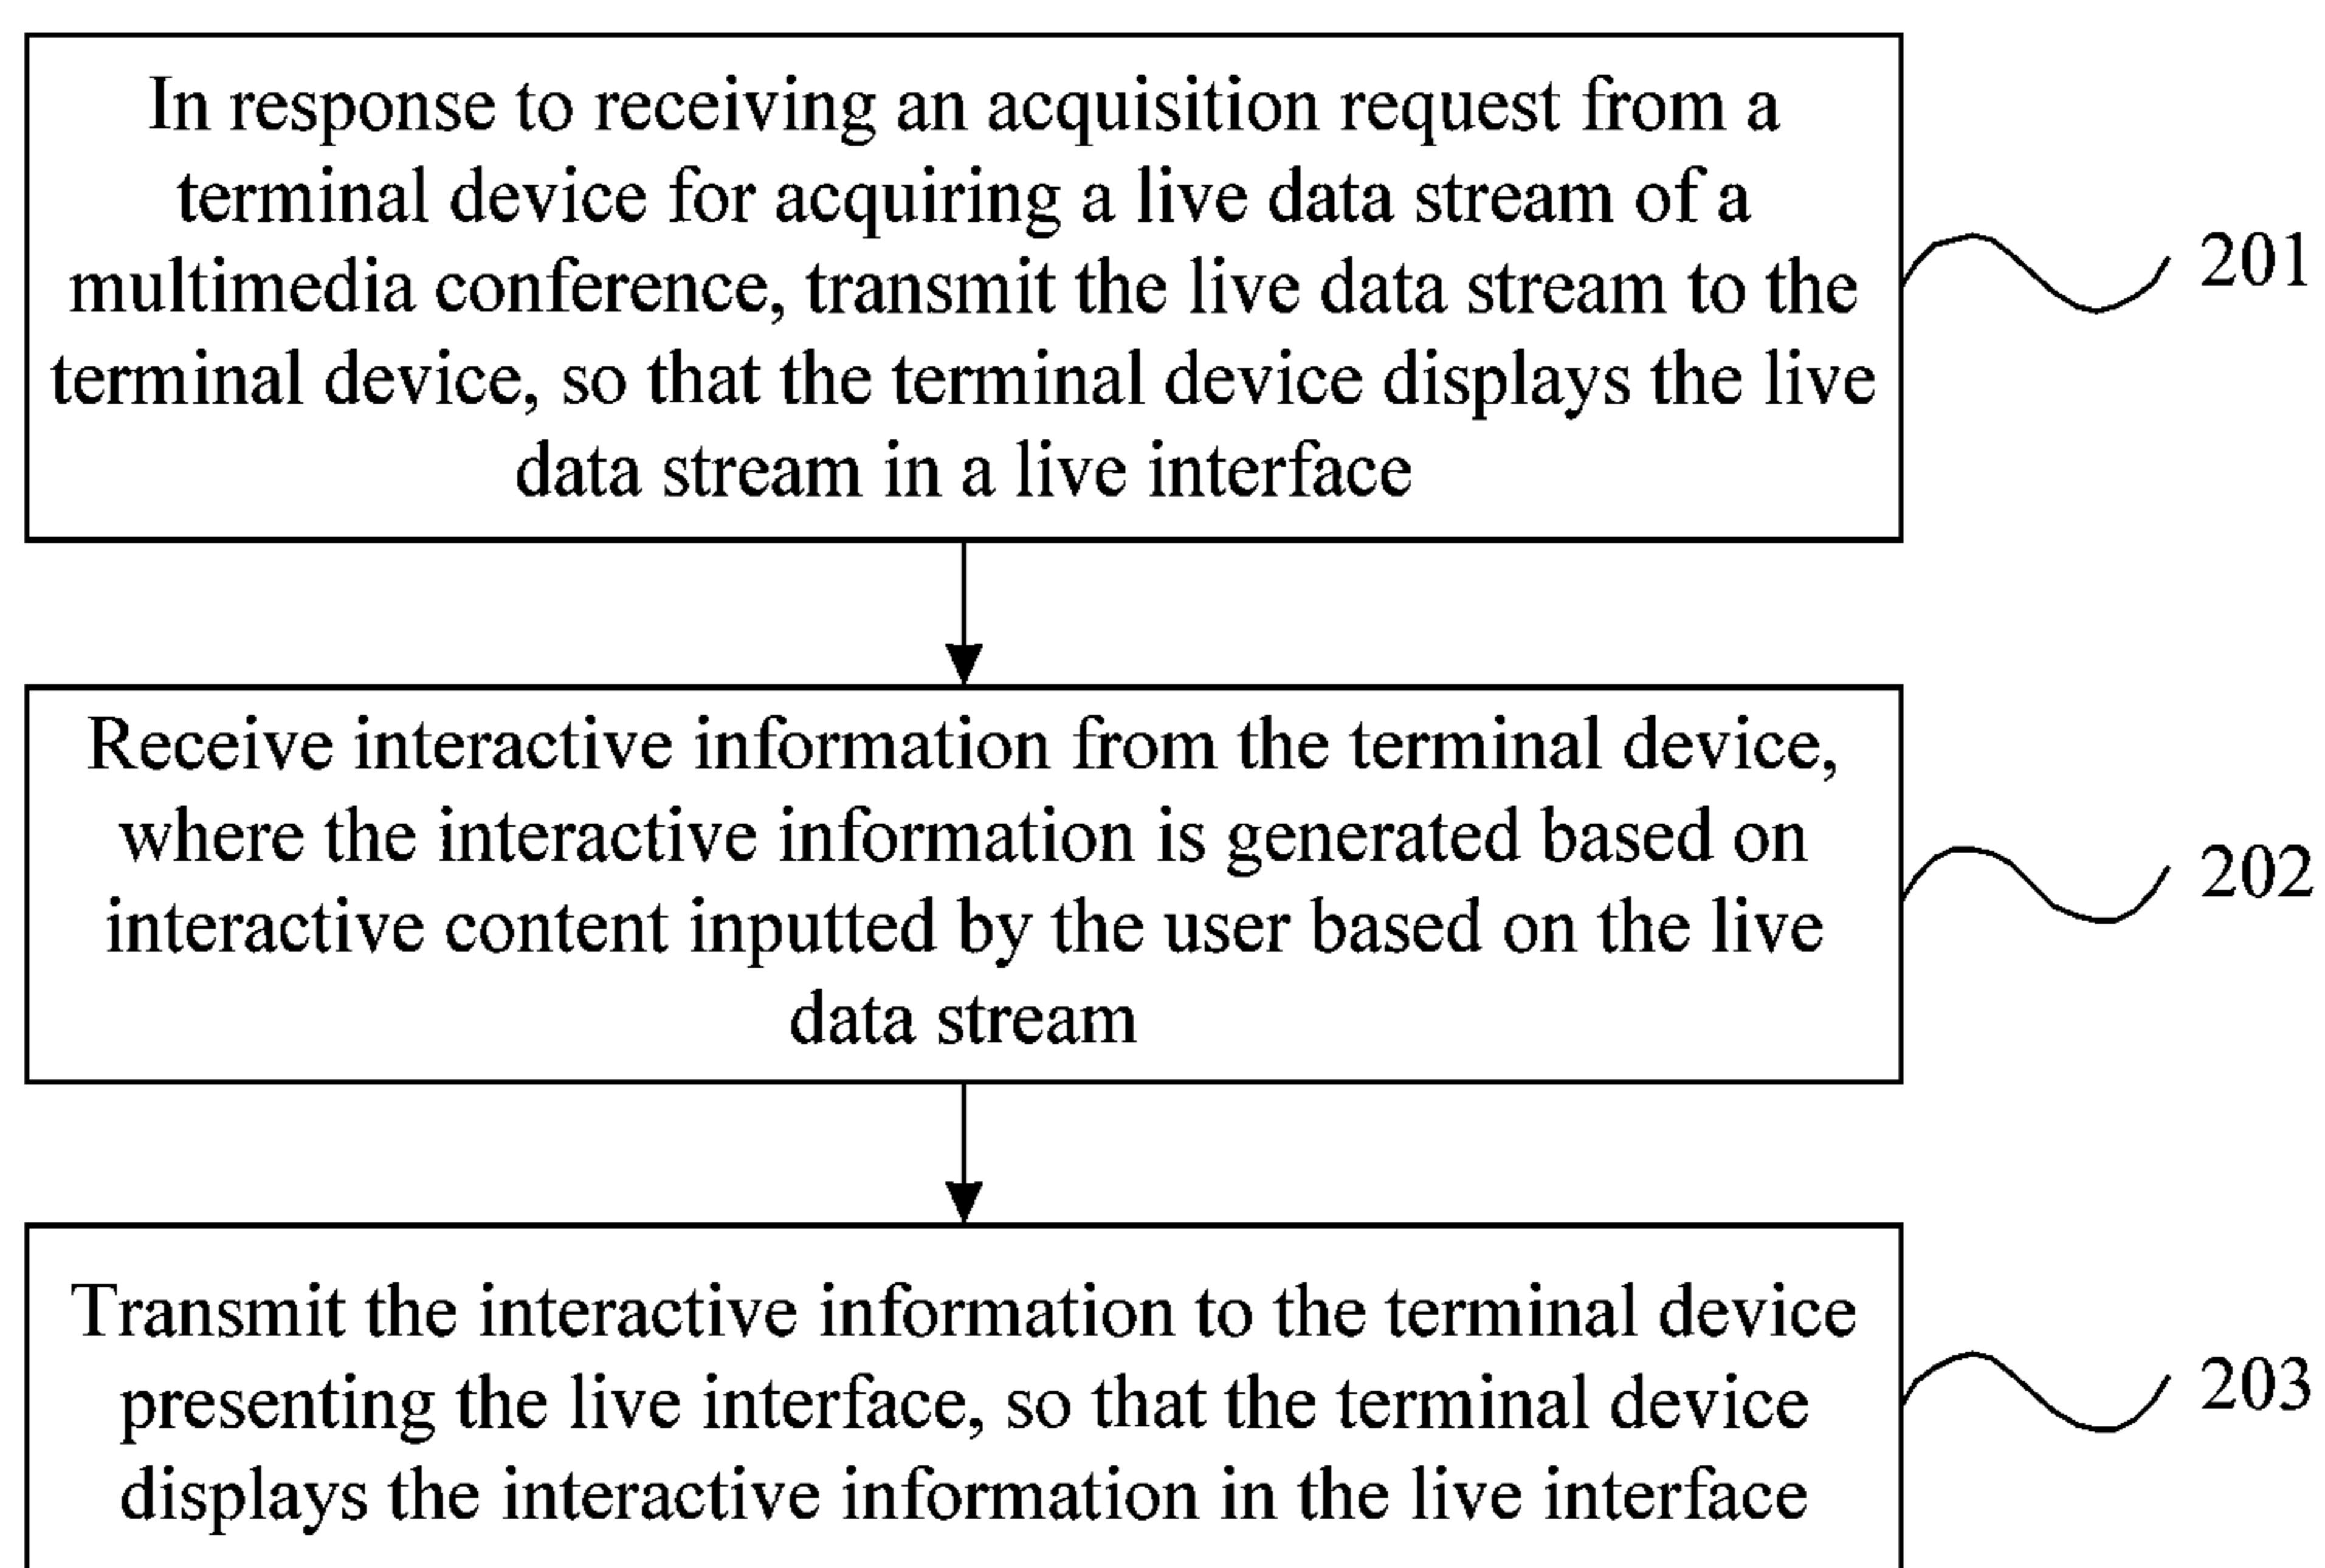 In response to receiving an acquisition request from a
terminal device for acquiring a live data stream of a
multimedia conference, transmit the live data stream to the
terminal device, so that the terminal device displays the live
data stream in a live interface
201
Receive interactive information from the terminal device,
where the interactive information is generated based on
interactive content inputted by the user based on the live
data stream
202
Transmit the interactive information to the terminal device
presenting the live interface, so that the terminal device
displays the interactive information in the live interface
203